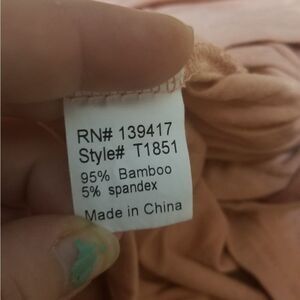 RN# 139417
Style# T1851
95% Bamboo
5% spandex
Made in China